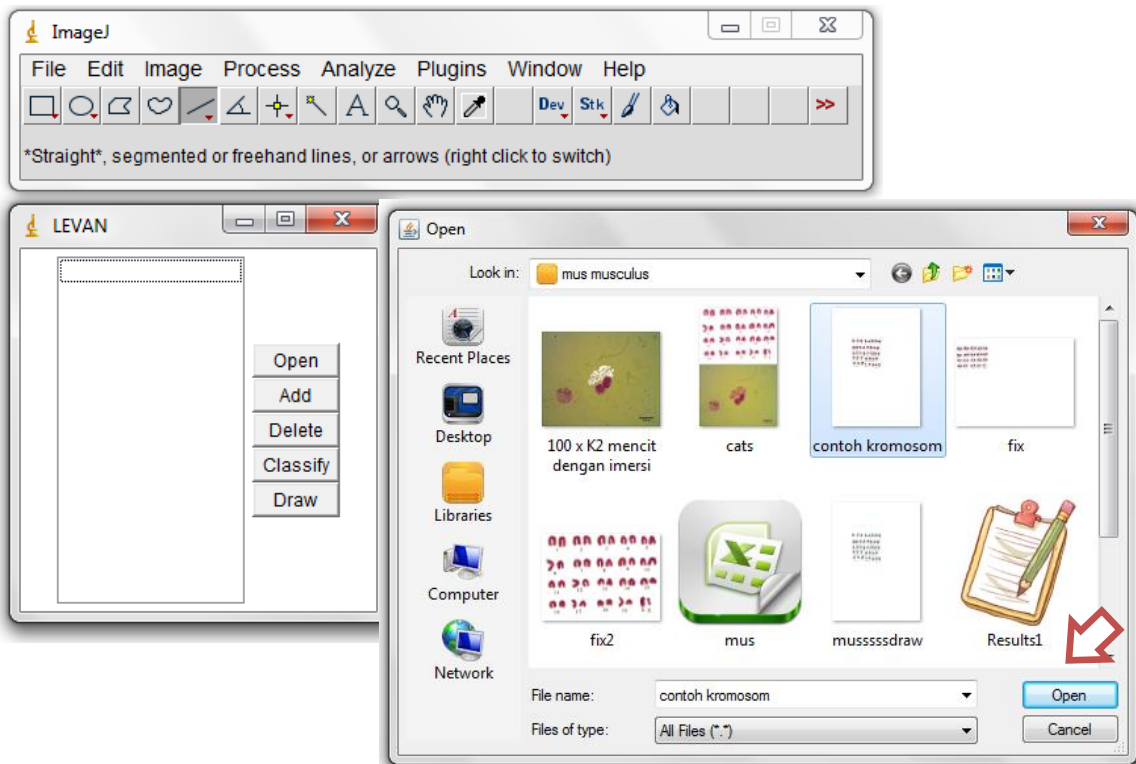 ImageJ
File Edit Image Process Analyze Plugins Window Help
Dev Stk >>
*Straight*, segmented or freehand lines, or arrows (right click to switch)
LEVAN
Open
Add
Delete
Classify
Draw
Open
Look in: mus musculus
Recent Places
Desktop
Libraries
Computer
Network
100 x K2 mencit
dengan imersi
cats
contoh kromosom
fix
fix2
mus
musssssdraw
Results1
File name: contoh kromosom Open
Files of type: All Files (*.*) Cancel